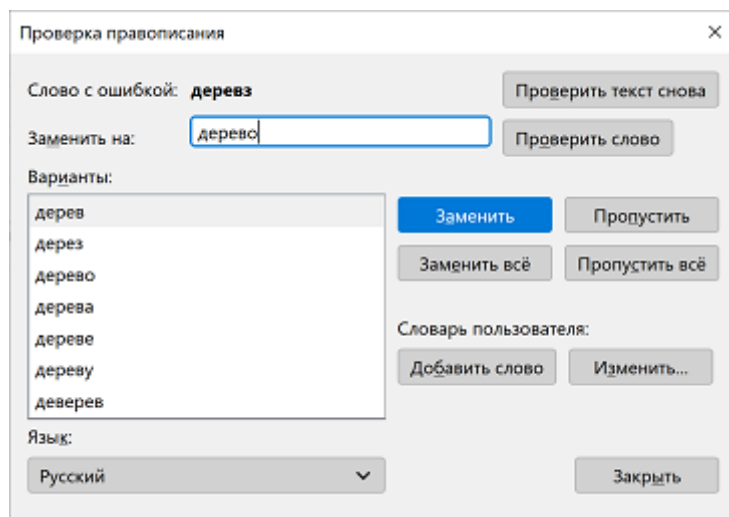 Проверка правописания
Слово с ошибкой: деревз
Проверить текст снова
Заменить на: дерево
Проверить слово
Варианты:
дерев
дерез
дерево
дерева
дереве
дереву
деверев
Заменить
Пропустить
Заменить всё
Пропустить всё
Словарь пользователя:
Добавить слово
Изменить...
Язык:
Русский
Закрыть